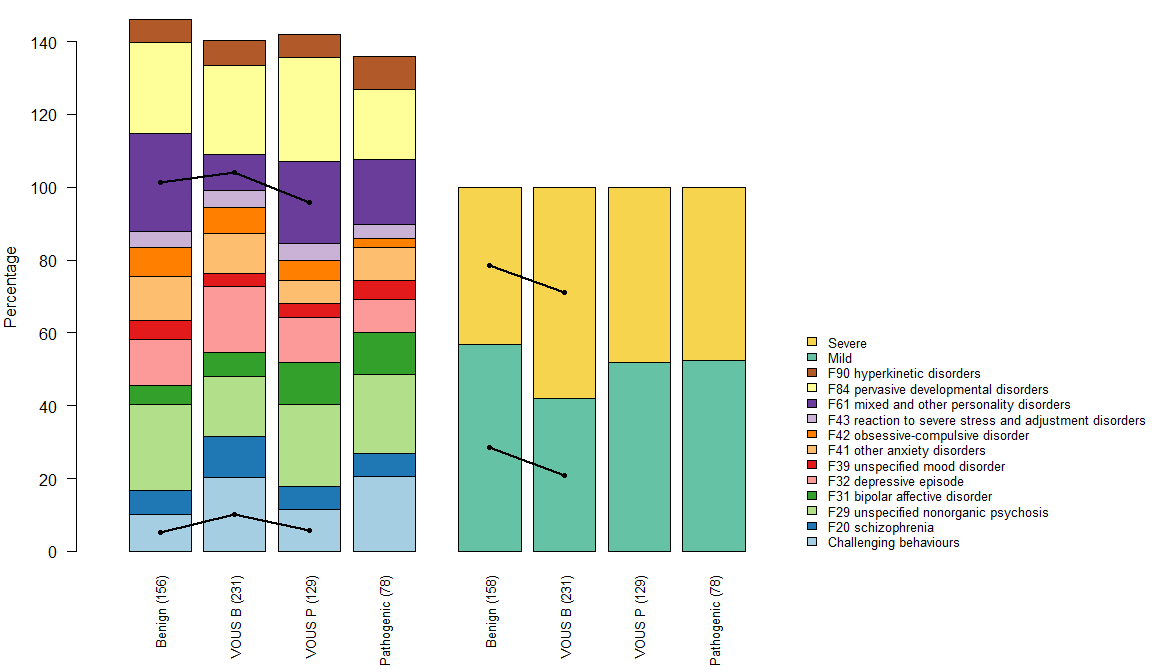 Percentage
140
120
100
80
60
40
20
0
Benign (156)
VOUS B (231)
VOUS P (129)
Pathogenic (78)
Benign (158)
VOUS B (231)
VOUS P (129)
Pathogenic (78)
Severe
Mild
F90 hyperkinetic disorders
F84 pervasive developmental disorders
F61 mixed and other personality disorders
F43 reaction to severe stress and adjustment disorders
F42 obsessive-compulsive disorder
F41 other anxiety disorders
F39 unspecified mood disorder
F32 depressive episode
F31 bipolar affective disorder
F29 unspecified nonorganic psychosis
F20 schizophrenia
Challenging behaviours